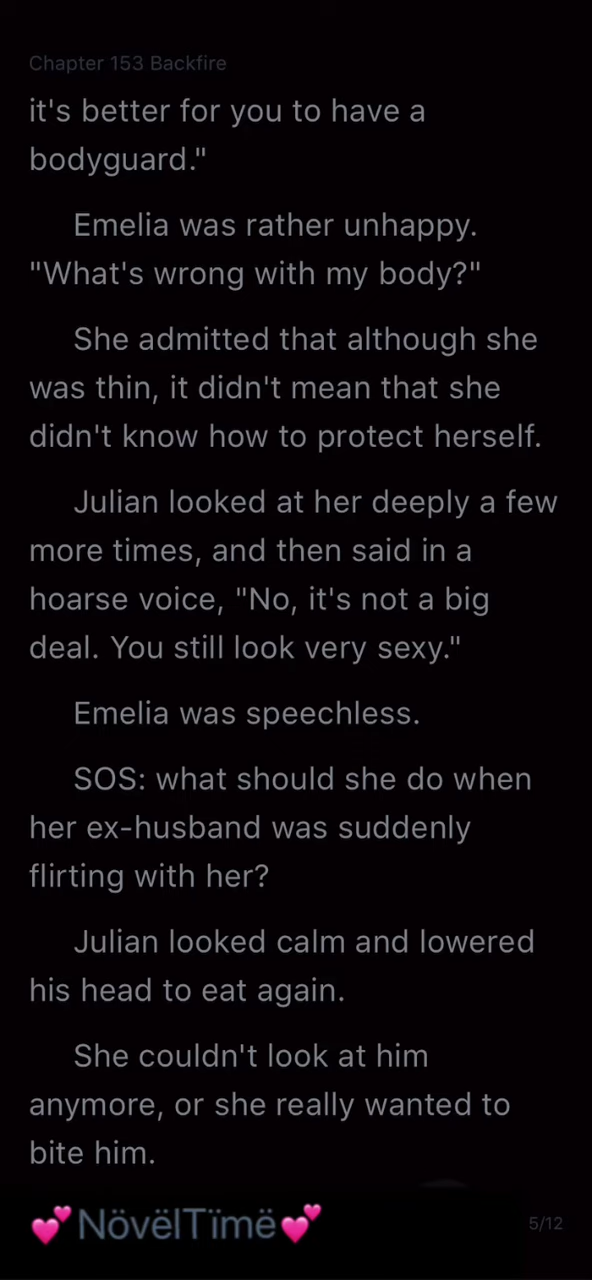 Chapter 153 Backfire
it's better for you to have a
bodyguard."
Emelia was rather unhappy.
"What's wrong with my body?"
She admitted that although she
was thin, it didn't mean that she
didn't know how to protect herself.
Julian looked at her deeply a few
more times, and then said in a
hoarse voice, "No, it's not a big
deal. You still look very sexy."
Emelia was speechless.
SOS: what should she do when
her ex-husband was suddenly
flirting with her?
Julian looked calm and lowered
his head to eat again.
She couldn't look at him
anymore, or she really wanted to
bite him.
💕NövëlTïmë💕
5/12